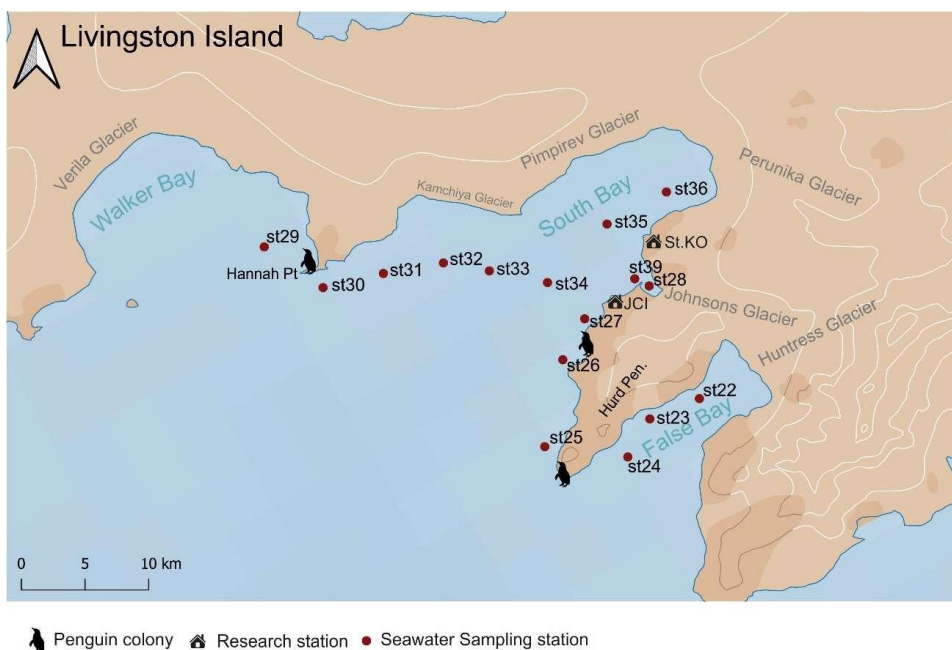 Livingston Island
Verila Glacier
Walker Bay
Pimpirev Glacier
Kamchiya Glacier
Perunika Glacier
South Bay
st36
st35
St.KO
st29
Hannah Pt
st30
st31
st32
st33
st34
st39
st28
JCI
Johnsons Glacier
st27
Huntress Glacier
st26
Hurd Pen.
st22
st23
False Bay
st25
st24
0 5 10 km
Penguin colony Research station Seawater Sampling station